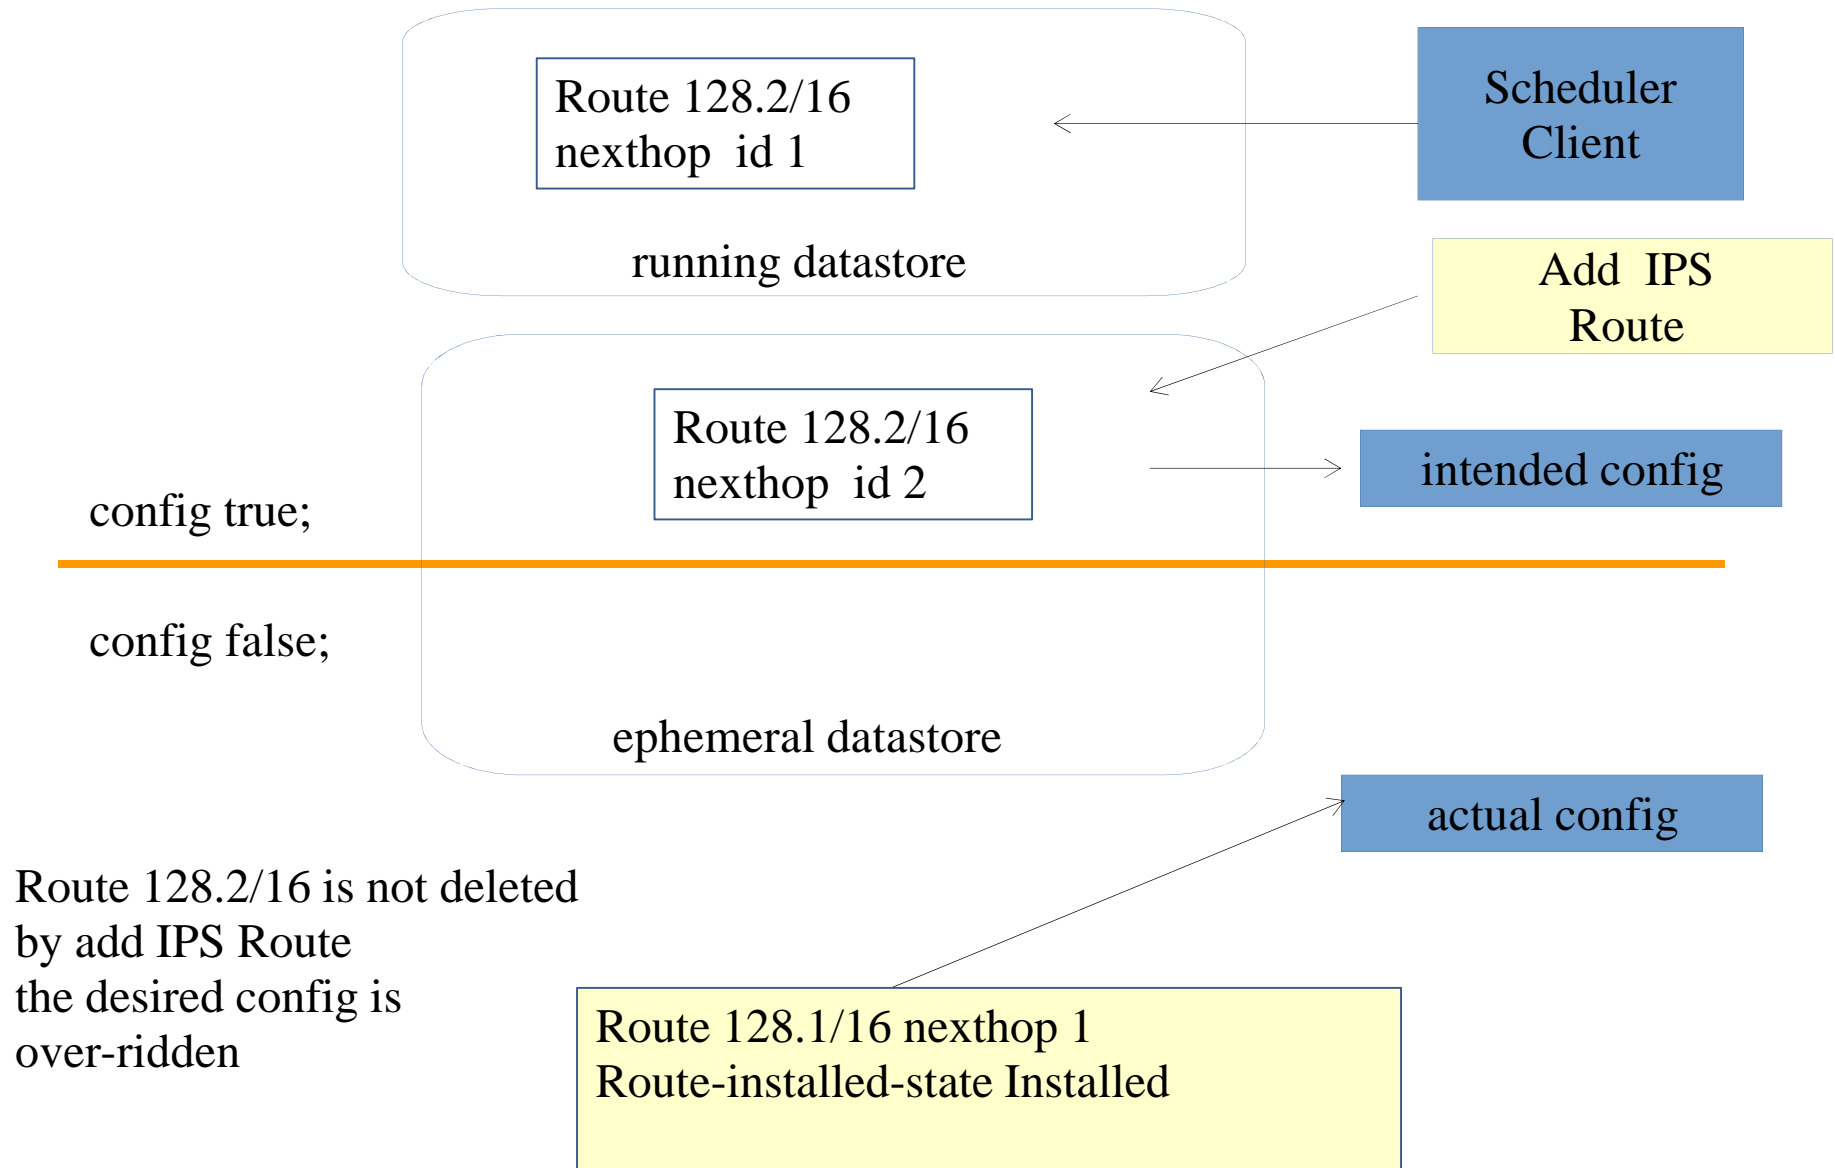 Route 128.2/16
nexthop  id 1
running datastore
Scheduler
Client
Add  IPS
Route
Route 128.2/16
nexthop  id 2
intended config
config true;
config false;
ephemeral datastore
actual config
Route 128.2/16 is not deleted
by add IPS Route
the desired config is
over-ridden
Route 128.1/16 nexthop 1
Route-installed-state Installed